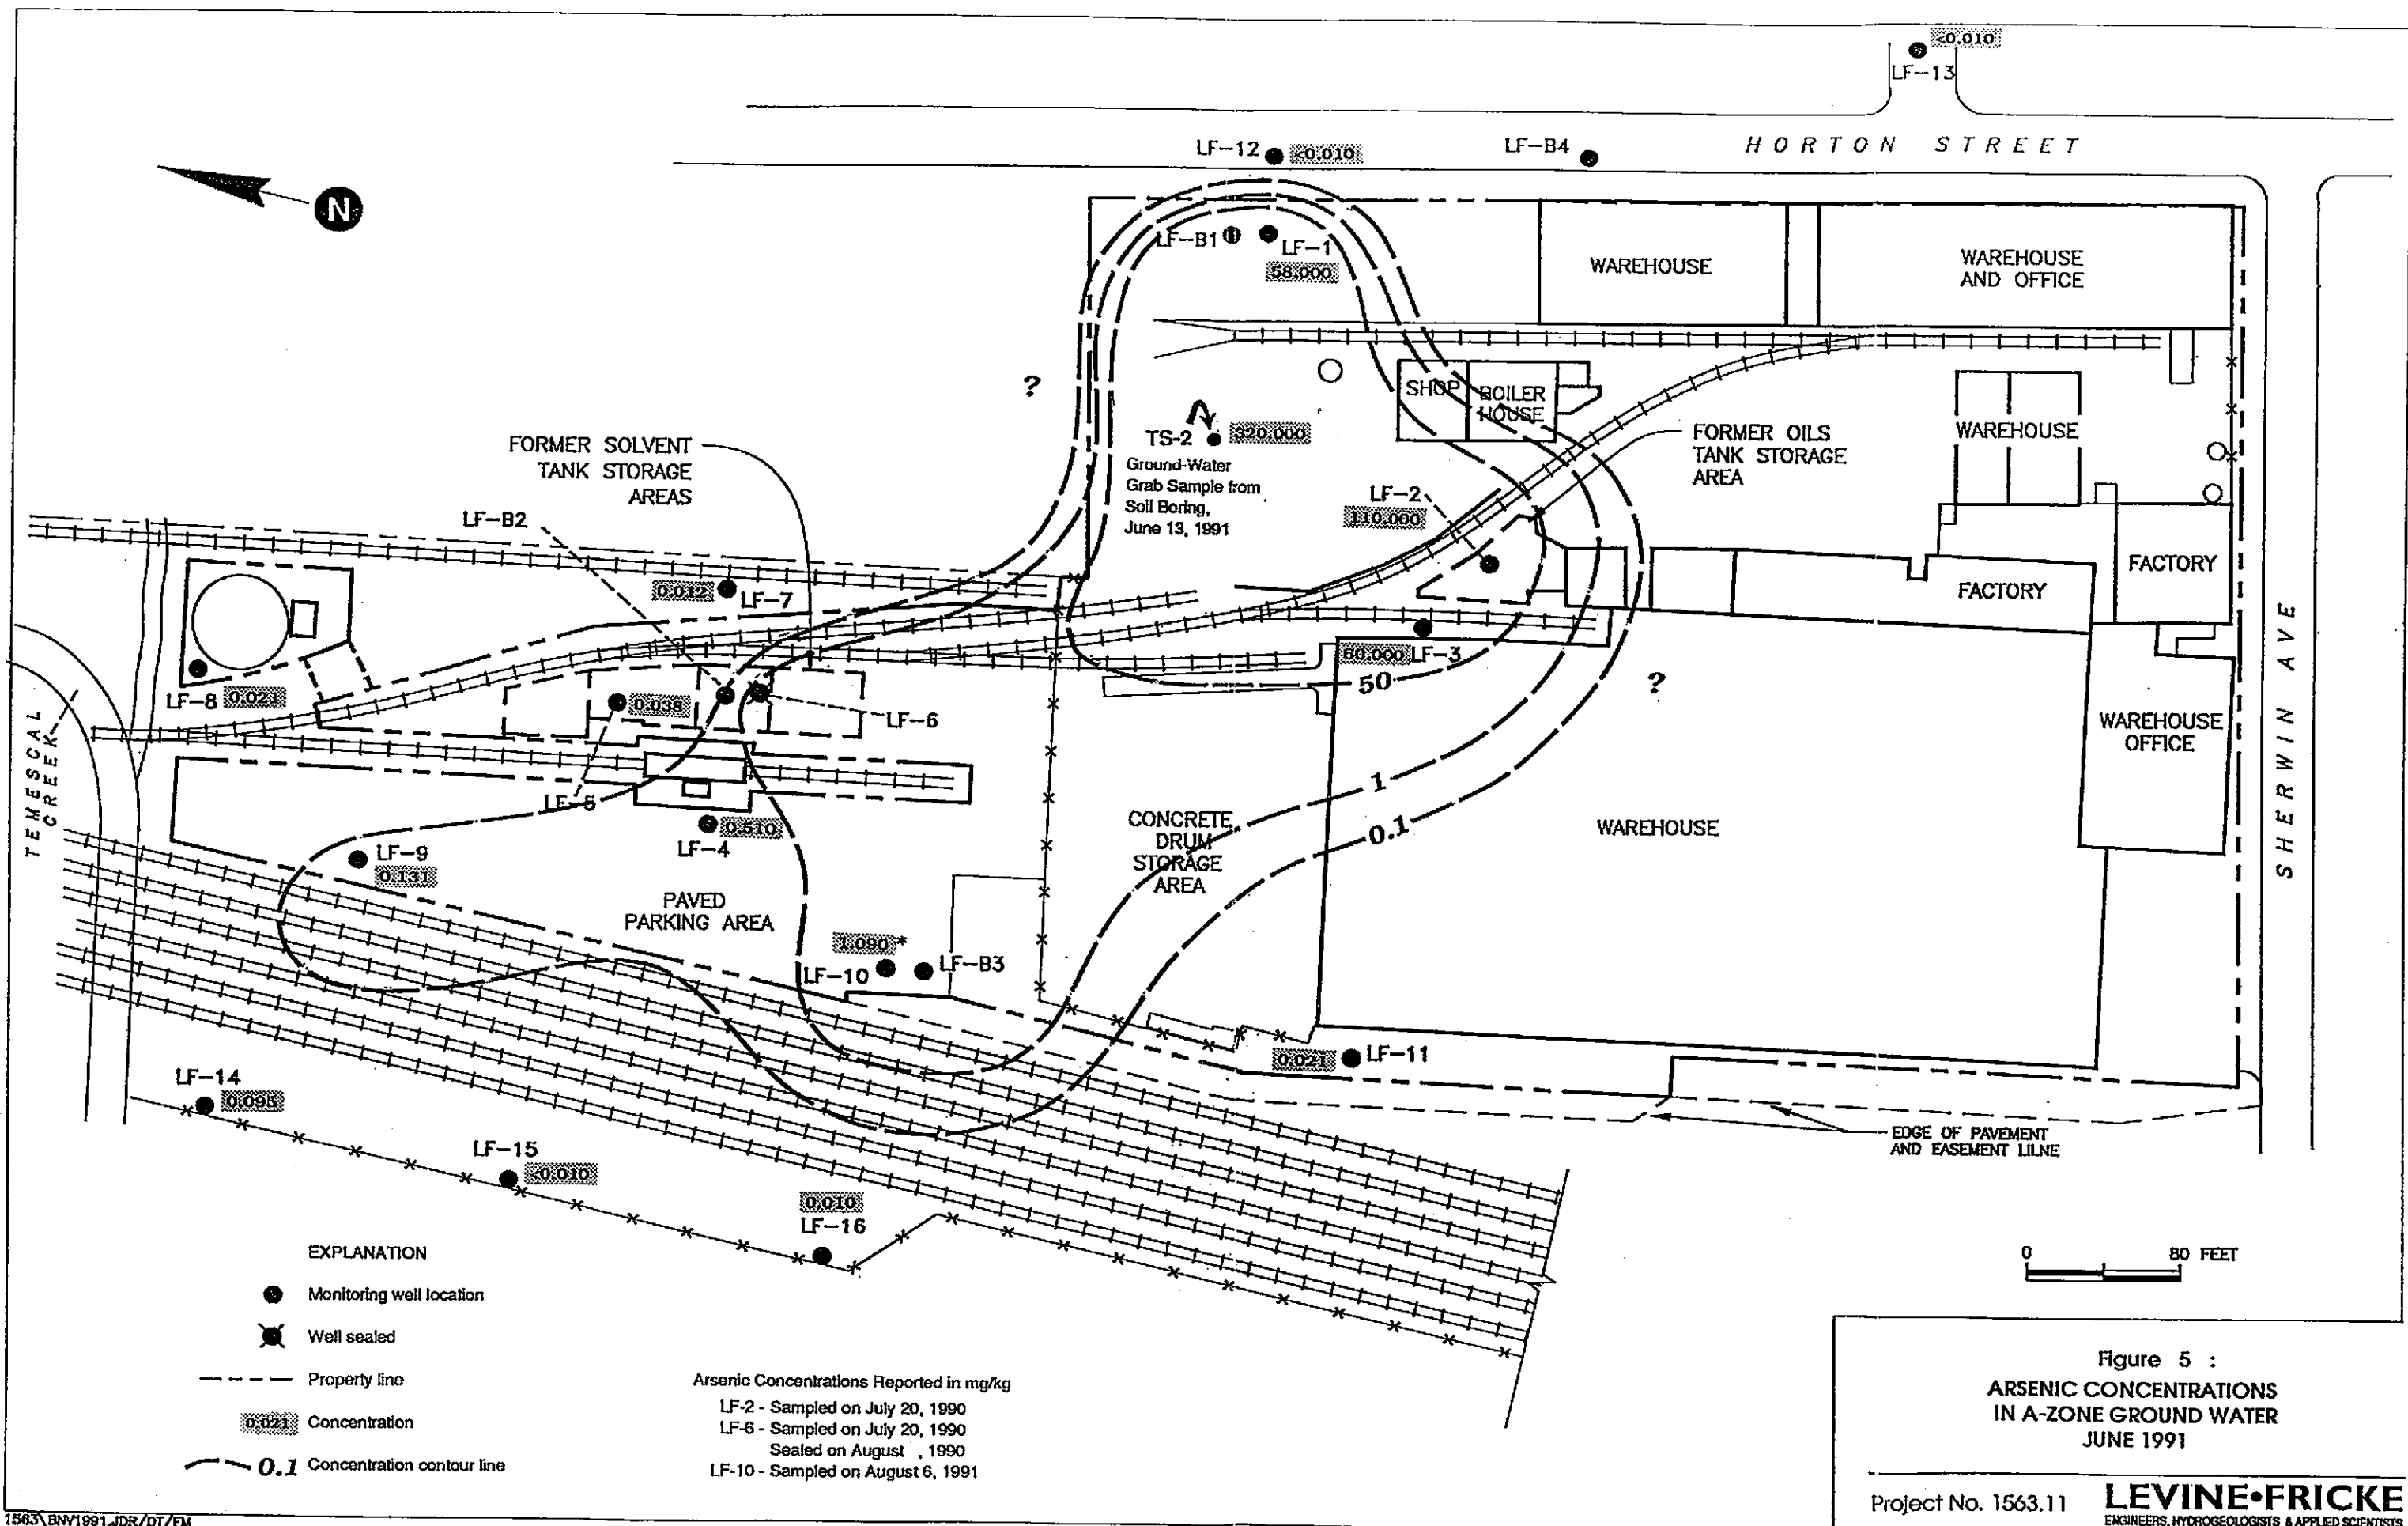 <0.010
LF-13
HORTON STREET
LF-12 <0.010
LF-B4
N
LF-B1
LF-1
58.000
WAREHOUSE
WAREHOUSE
AND OFFICE
?
SHOP
BOILER
HOUSE
TS-2 320.000
Ground-Water
Grab Sample from
Soil Boring,
June 13, 1991
FORMER SOLVENT
TANK STORAGE
AREAS
FORMER OILS
TANK STORAGE
AREA
WAREHOUSE
LF-2
110.000
LF-B2
FACTORY
FACTORY
0.012 LF-7
LF-8 0.021
0.038
LF-6
60.000 LF-3
50
?
WAREHOUSE
OFFICE
SHERWIN AVE
TEMESCAL
CREEK
LF-5
1
0.1
LF-4 0.510
CONCRETE
DRUM
STORAGE
AREA
WAREHOUSE
LF-9
0.131
PAVED
PARKING AREA
1.090 *
LF-10
LF-B3
0.021 LF-11
LF-14
0.095
EDGE OF PAVEMENT
AND EASEMENT LILNE
LF-15
<0.010
0.010
LF-16
0 80 FEET
EXPLANATION
Monitoring well location
Well sealed
Property line
0.021 Concentration
0.1 Concentration contour line
Arsenic Concentrations Reported in mg/kg
LF-2 - Sampled on July 20, 1990
LF-6 - Sampled on July 20, 1990
Sealed on August , 1990
LF-10 - Sampled on August 6, 1991
Figure 5 :
ARSENIC CONCENTRATIONS
IN A-ZONE GROUND WATER
JUNE 1991
Project No. 1563.11
LEVINE•FRICKE
ENGINEERS, HYDROGEOLOGISTS & APPLIED SCIENTISTS
1563\BNV1991.JDR/DT/FM